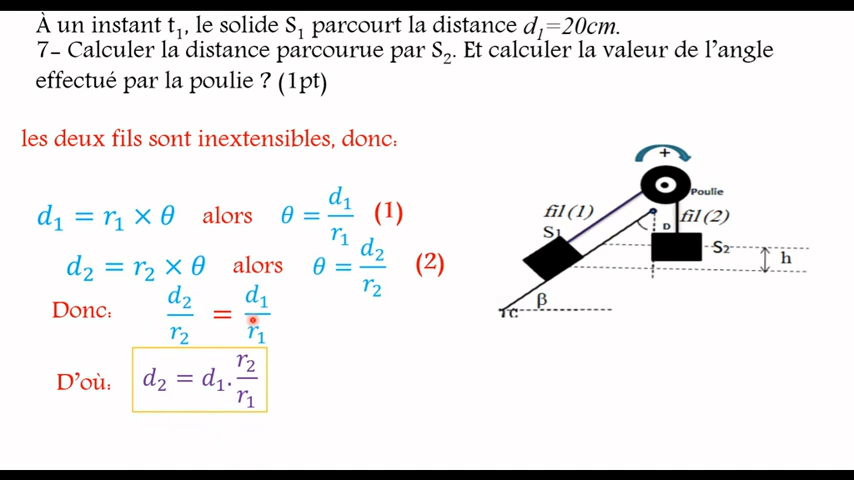 À un instant t₁, le solide S₁ parcourt la distance d₁=20cm.
7- Calculer la distance parcourue par S₂. Et calculer la valeur de l'angle
effectué par la poulie ? (1pt)
les deux fils sont inextensibles, donc:
d₁ = r₁ × θ alors θ = d₁/r₁ (1)
d₂ = r₂ × θ alors θ = d₂/r₂ (2)
Donc: d₂/r₂ = d₁/r₁
D'où: d₂ = d₁. r₂/r₁
+
Poulie
fil(1)
fil(2)
S₁
D
S₂
h
β